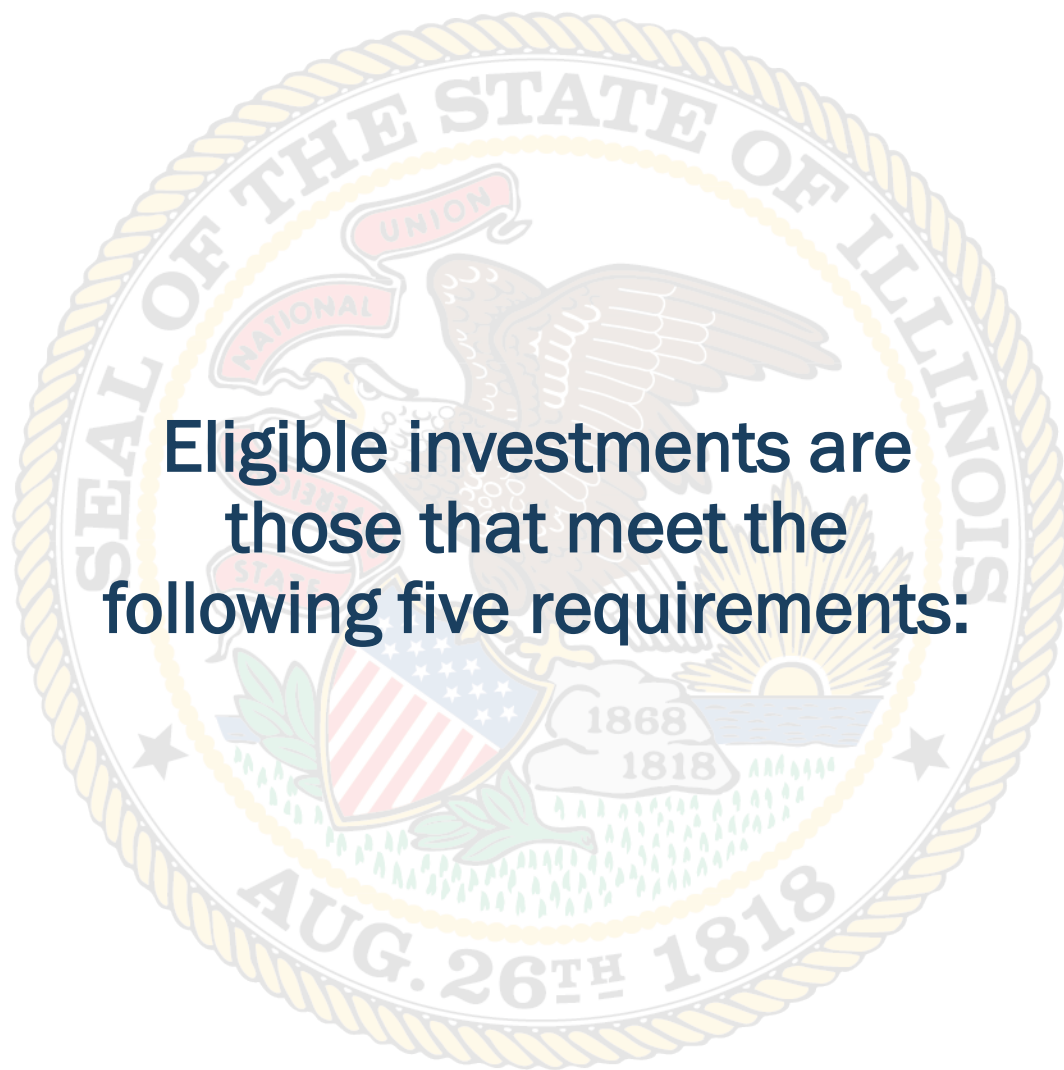 SEAL OF THE STATE OF ILLINOIS
UNION
NATIONAL
Eligible investments are
those that meet the
following five requirements:
STATE
1868
1818
AUG. 26TH 1818